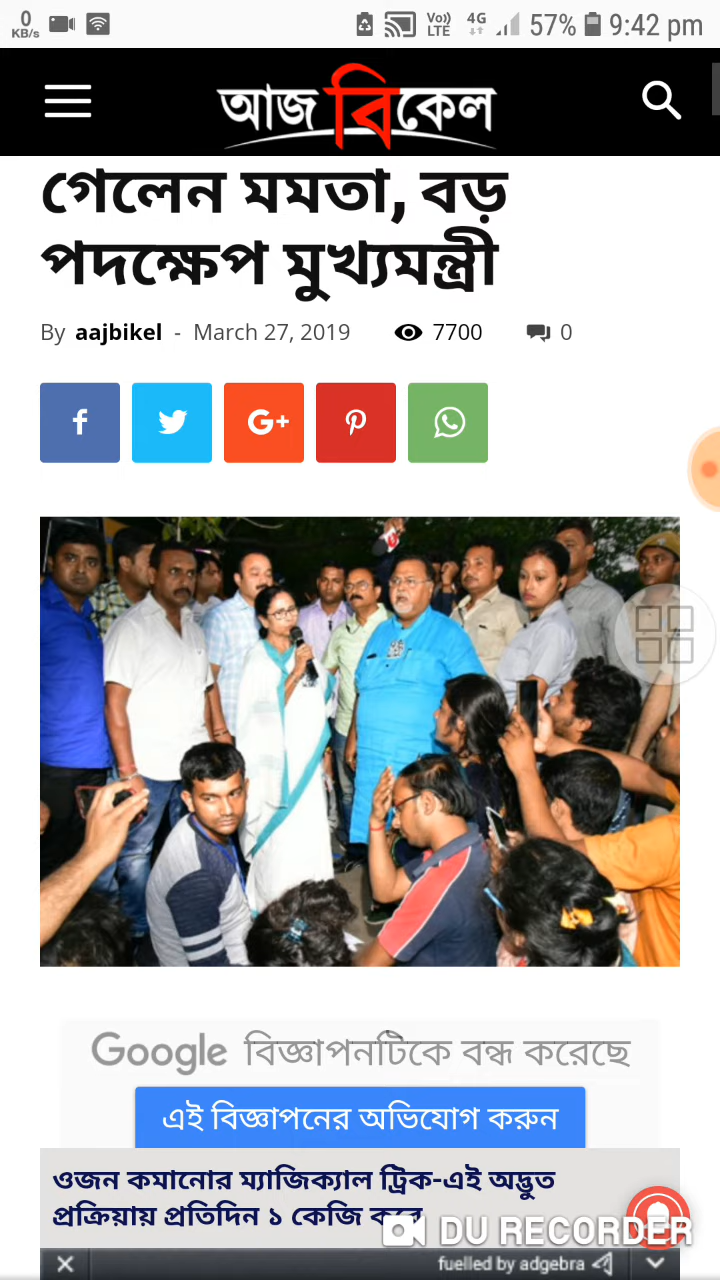 0
KB/s
Vo))
LTE
4G
57%
9:42 pm
আজ বিকেল
গেলেন মমতা, বড়
পদক্ষেপ মুখ্যমন্ত্রী
By aajbikel - March 27, 2019 7700 0
Google বিজ্ঞাপনটিকে বন্ধ করেছে
এই বিজ্ঞাপনের অভিযোগ করুন
ওজন কমানোর ম্যাজিক্যাল ট্রিক-এই অদ্ভুত
প্রক্রিয়ায় প্রতিদিন ১ কেজি করে
DU RECORDER
fuelled by adgebra